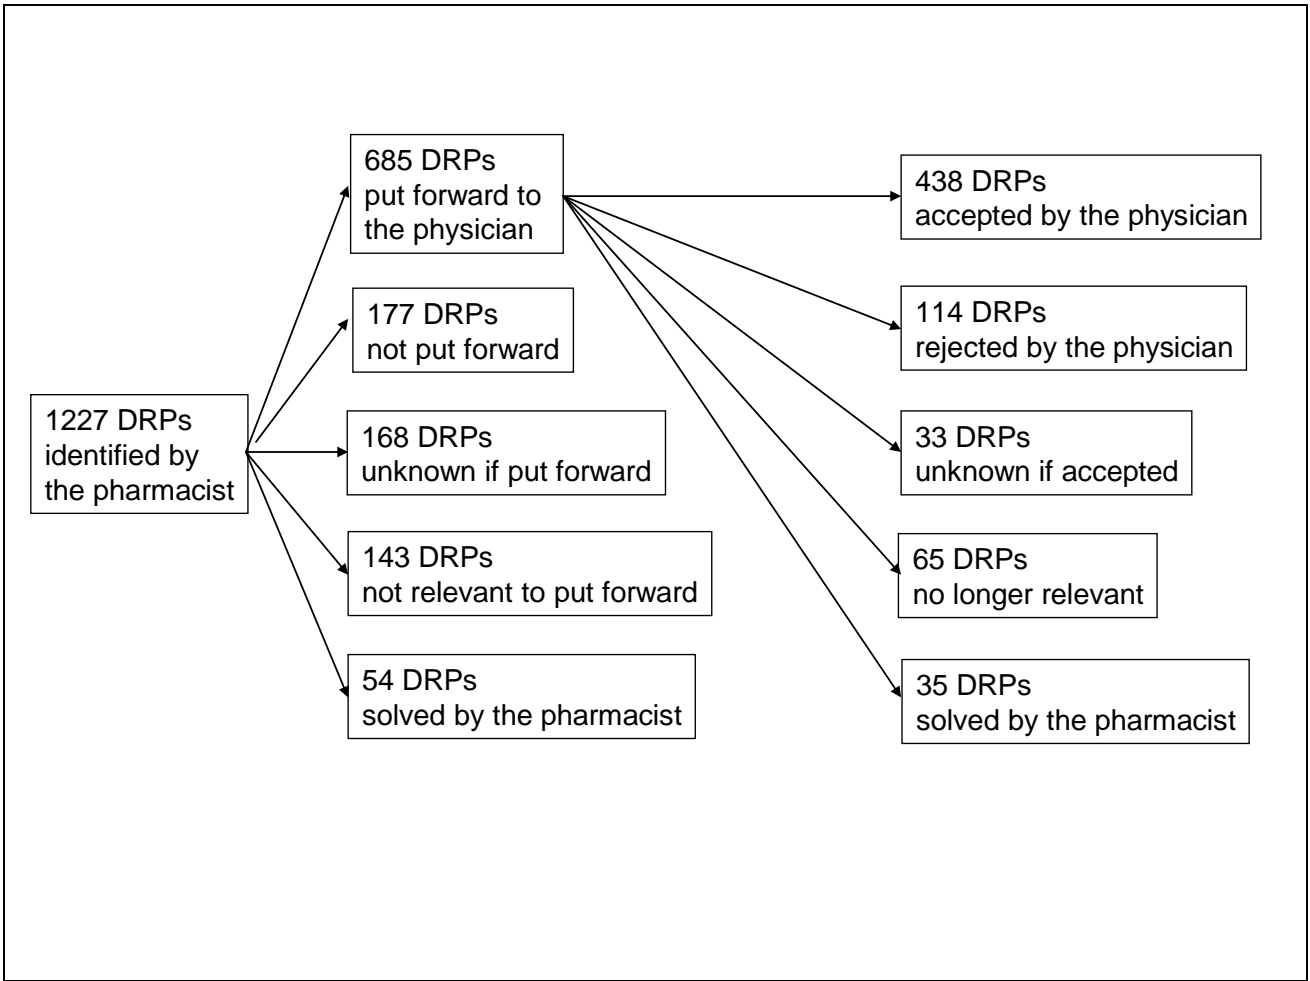 1227 DRPs
identified by
the pharmacist
685 DRPs
put forward to
the physician
177 DRPs
not put forward
168 DRPs
unknown if put forward
143 DRPs
not relevant to put forward
54 DRPs
solved by the pharmacist
438 DRPs
accepted by the physician
114 DRPs
rejected by the physician
33 DRPs
unknown if accepted
65 DRPs
no longer relevant
35 DRPs
solved by the pharmacist